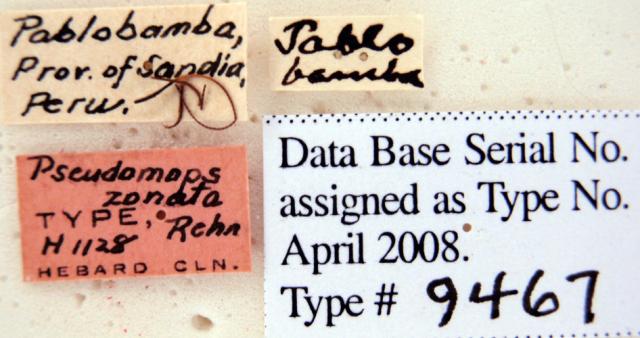 Pablobamba,
Prov. of Sandia,
Peru.
Pablo
bamba
Pseudomops
zonata
TYPE, Rehn
H 1128
HEBARD CLN.
Data Base Serial No.
assigned as Type No.
April 2008.
Type # 9467